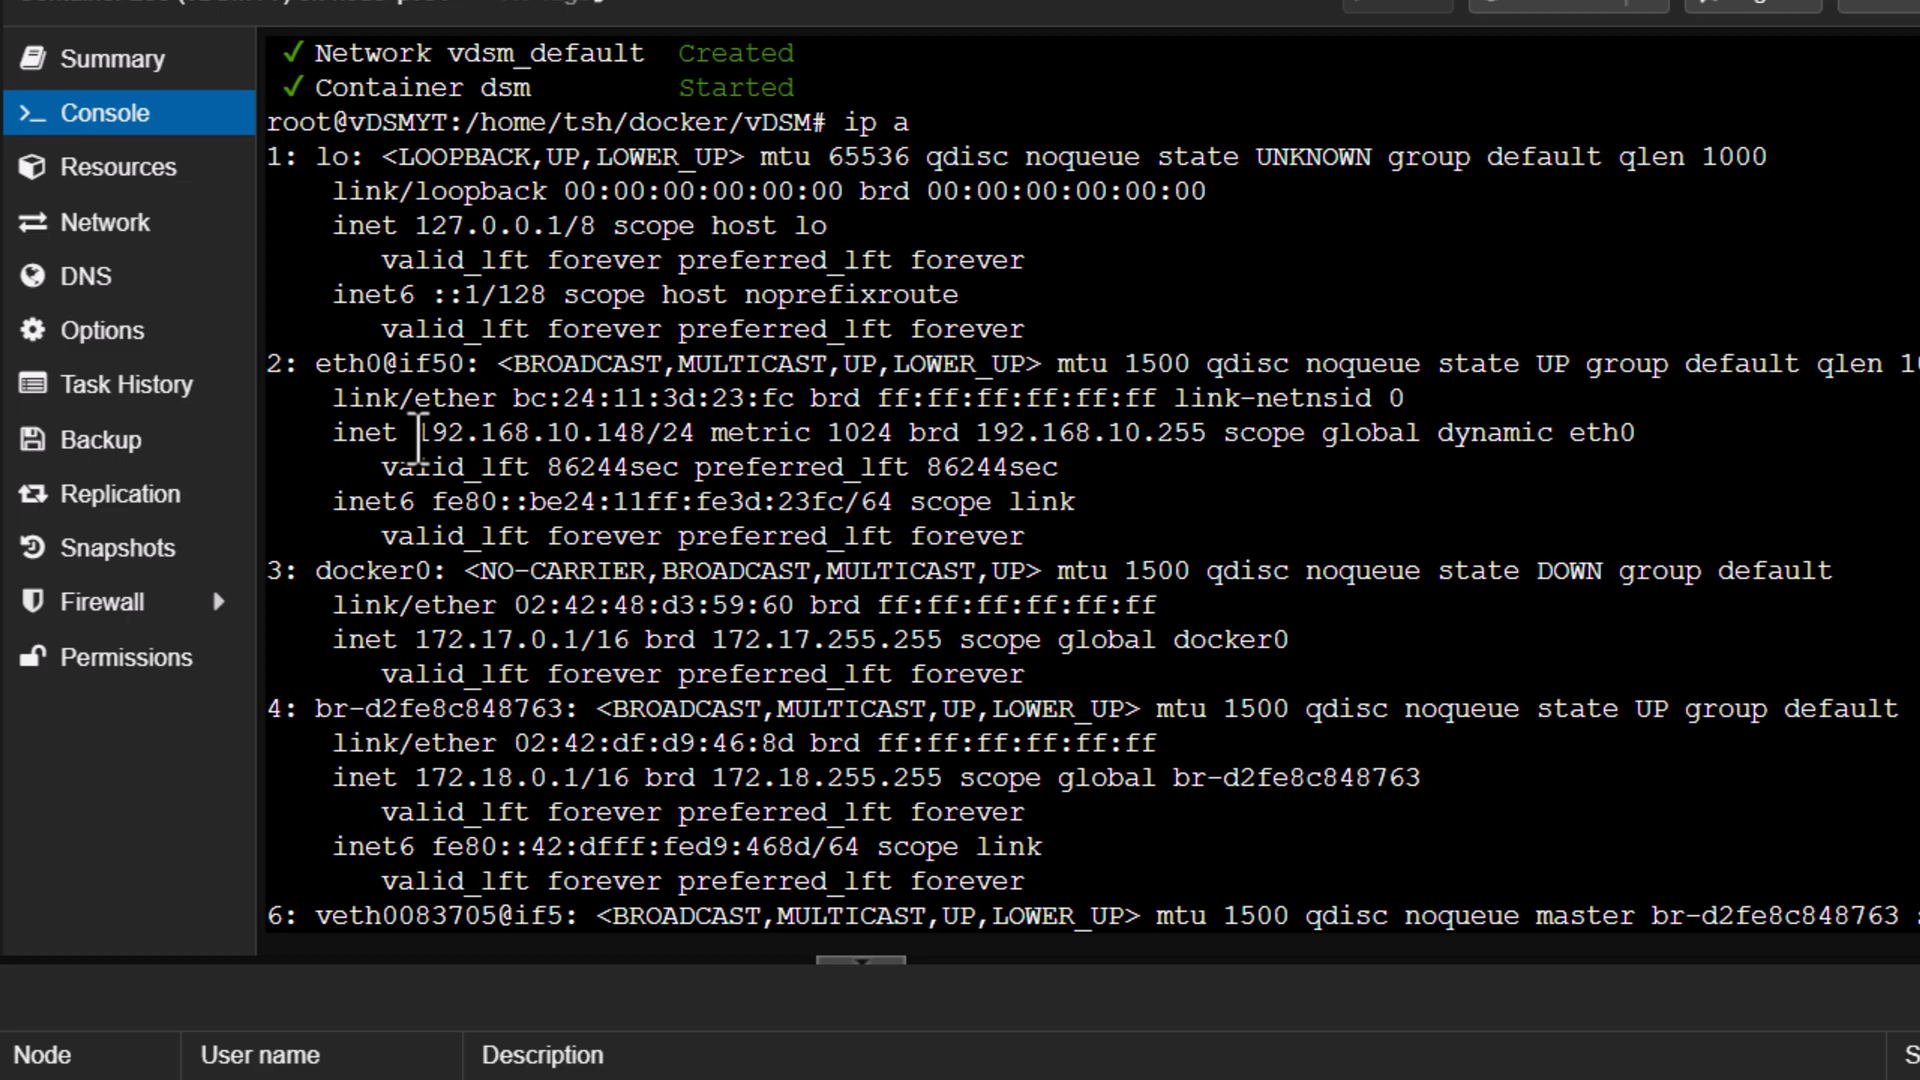 Summary
Console
Resources
Network
DNS
Options
Task History
Backup
Replication
Snapshots
Firewall
Permissions
✓ Network vdsm_default Created
✓ Container dsm Started
root@vDSMYT:/home/tsh/docker/vDSM# ip a
1: lo: <LOOPBACK,UP,LOWER_UP> mtu 65536 qdisc noqueue state UNKNOWN group default qlen 1000
link/loopback 00:00:00:00:00:00 brd 00:00:00:00:00:00
inet 127.0.0.1/8 scope host lo
valid_lft forever preferred_lft forever
inet6 ::1/128 scope host noprefixroute
valid_lft forever preferred_lft forever
2: eth0@if50: <BROADCAST,MULTICAST,UP,LOWER_UP> mtu 1500 qdisc noqueue state UP group default qlen
link/ether bc:24:11:3d:23:fc brd ff:ff:ff:ff:ff:ff link-netnsid 0
inet 192.168.10.148/24 metric 1024 brd 192.168.10.255 scope global dynamic eth0
valid_lft 86244sec preferred_lft 86244sec
inet6 fe80::be24:11ff:fe3d:23fc/64 scope link
valid_lft forever preferred_lft forever
3: docker0: <NO-CARRIER,BROADCAST,MULTICAST,UP> mtu 1500 qdisc noqueue state DOWN group default
link/ether 02:42:48:d3:59:60 brd ff:ff:ff:ff:ff:ff
inet 172.17.0.1/16 brd 172.17.255.255 scope global docker0
valid_lft forever preferred_lft forever
4: br-d2fe8c848763: <BROADCAST,MULTICAST,UP,LOWER_UP> mtu 1500 qdisc noqueue state UP group default
link/ether 02:42:df:d9:46:8d brd ff:ff:ff:ff:ff:ff
inet 172.18.0.1/16 brd 172.18.255.255 scope global br-d2fe8c848763
valid_lft forever preferred_lft forever
inet6 fe80::42:dfff:fed9:468d/64 scope link
valid_lft forever preferred_lft forever
6: veth0083705@if5: <BROADCAST,MULTICAST,UP,LOWER_UP> mtu 1500 qdisc noqueue master br-d2fe8c848763
Node User name Description